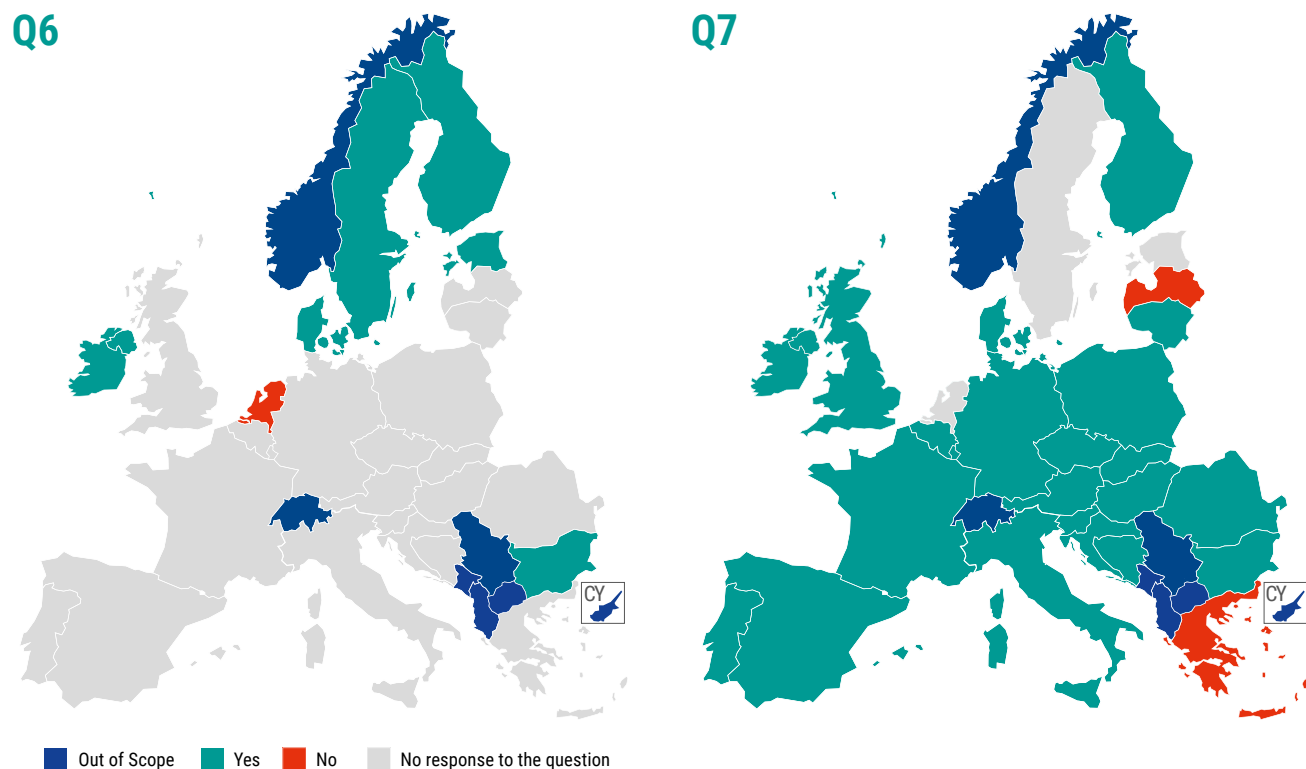 Q6
Q7
CY
CY
Out of Scope
Yes
No
No response to the question